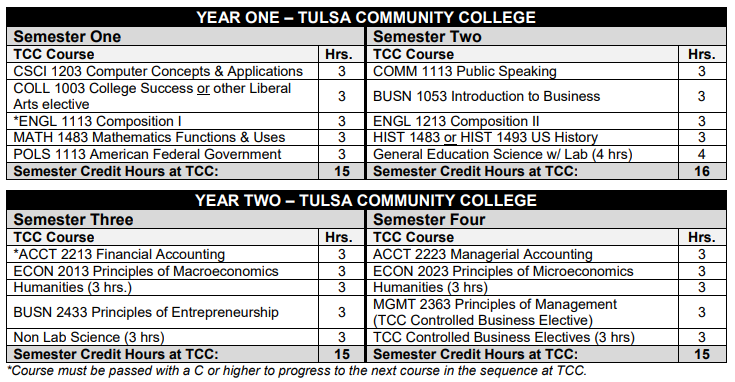 YEAR ONE – TULSA COMMUNITY COLLEGE
Semester One Semester Two
TCC Course Hrs. TCC Course Hrs.
CSCI 1203 Computer Concepts & Applications 3 COMM 1113 Public Speaking 3
COLL 1003 College Success or other Liberal
Arts elective 3 BUSN 1053 Introduction to Business 3
*ENGL 1113 Composition I 3 ENGL 1213 Composition II 3
MATH 1483 Mathematics Functions & Uses 3 HIST 1483 or HIST 1493 US History 3
POLS 1113 American Federal Government 3 General Education Science w/ Lab (4 hrs) 4
Semester Credit Hours at TCC: 15 Semester Credit Hours at TCC: 16
YEAR TWO – TULSA COMMUNITY COLLEGE
Semester Three Semester Four
TCC Course Hrs. TCC Course Hrs.
*ACCT 2213 Financial Accounting 3 ACCT 2223 Managerial Accounting 3
ECON 2013 Principles of Macroeconomics 3 ECON 2023 Principles of Microeconomics 3
Humanities (3 hrs.) 3 Humanities (3 hrs) 3
BUSN 2433 Principles of Entrepreneurship 3 MGMT 2363 Principles of Management
(TCC Controlled Business Elective) 3
Non Lab Science (3 hrs) 3 TCC Controlled Business Electives (3 hrs) 3
Semester Credit Hours at TCC: 15 Semester Credit Hours at TCC: 15
*Course must be passed with a C or higher to progress to the next course in the sequence at TCC.